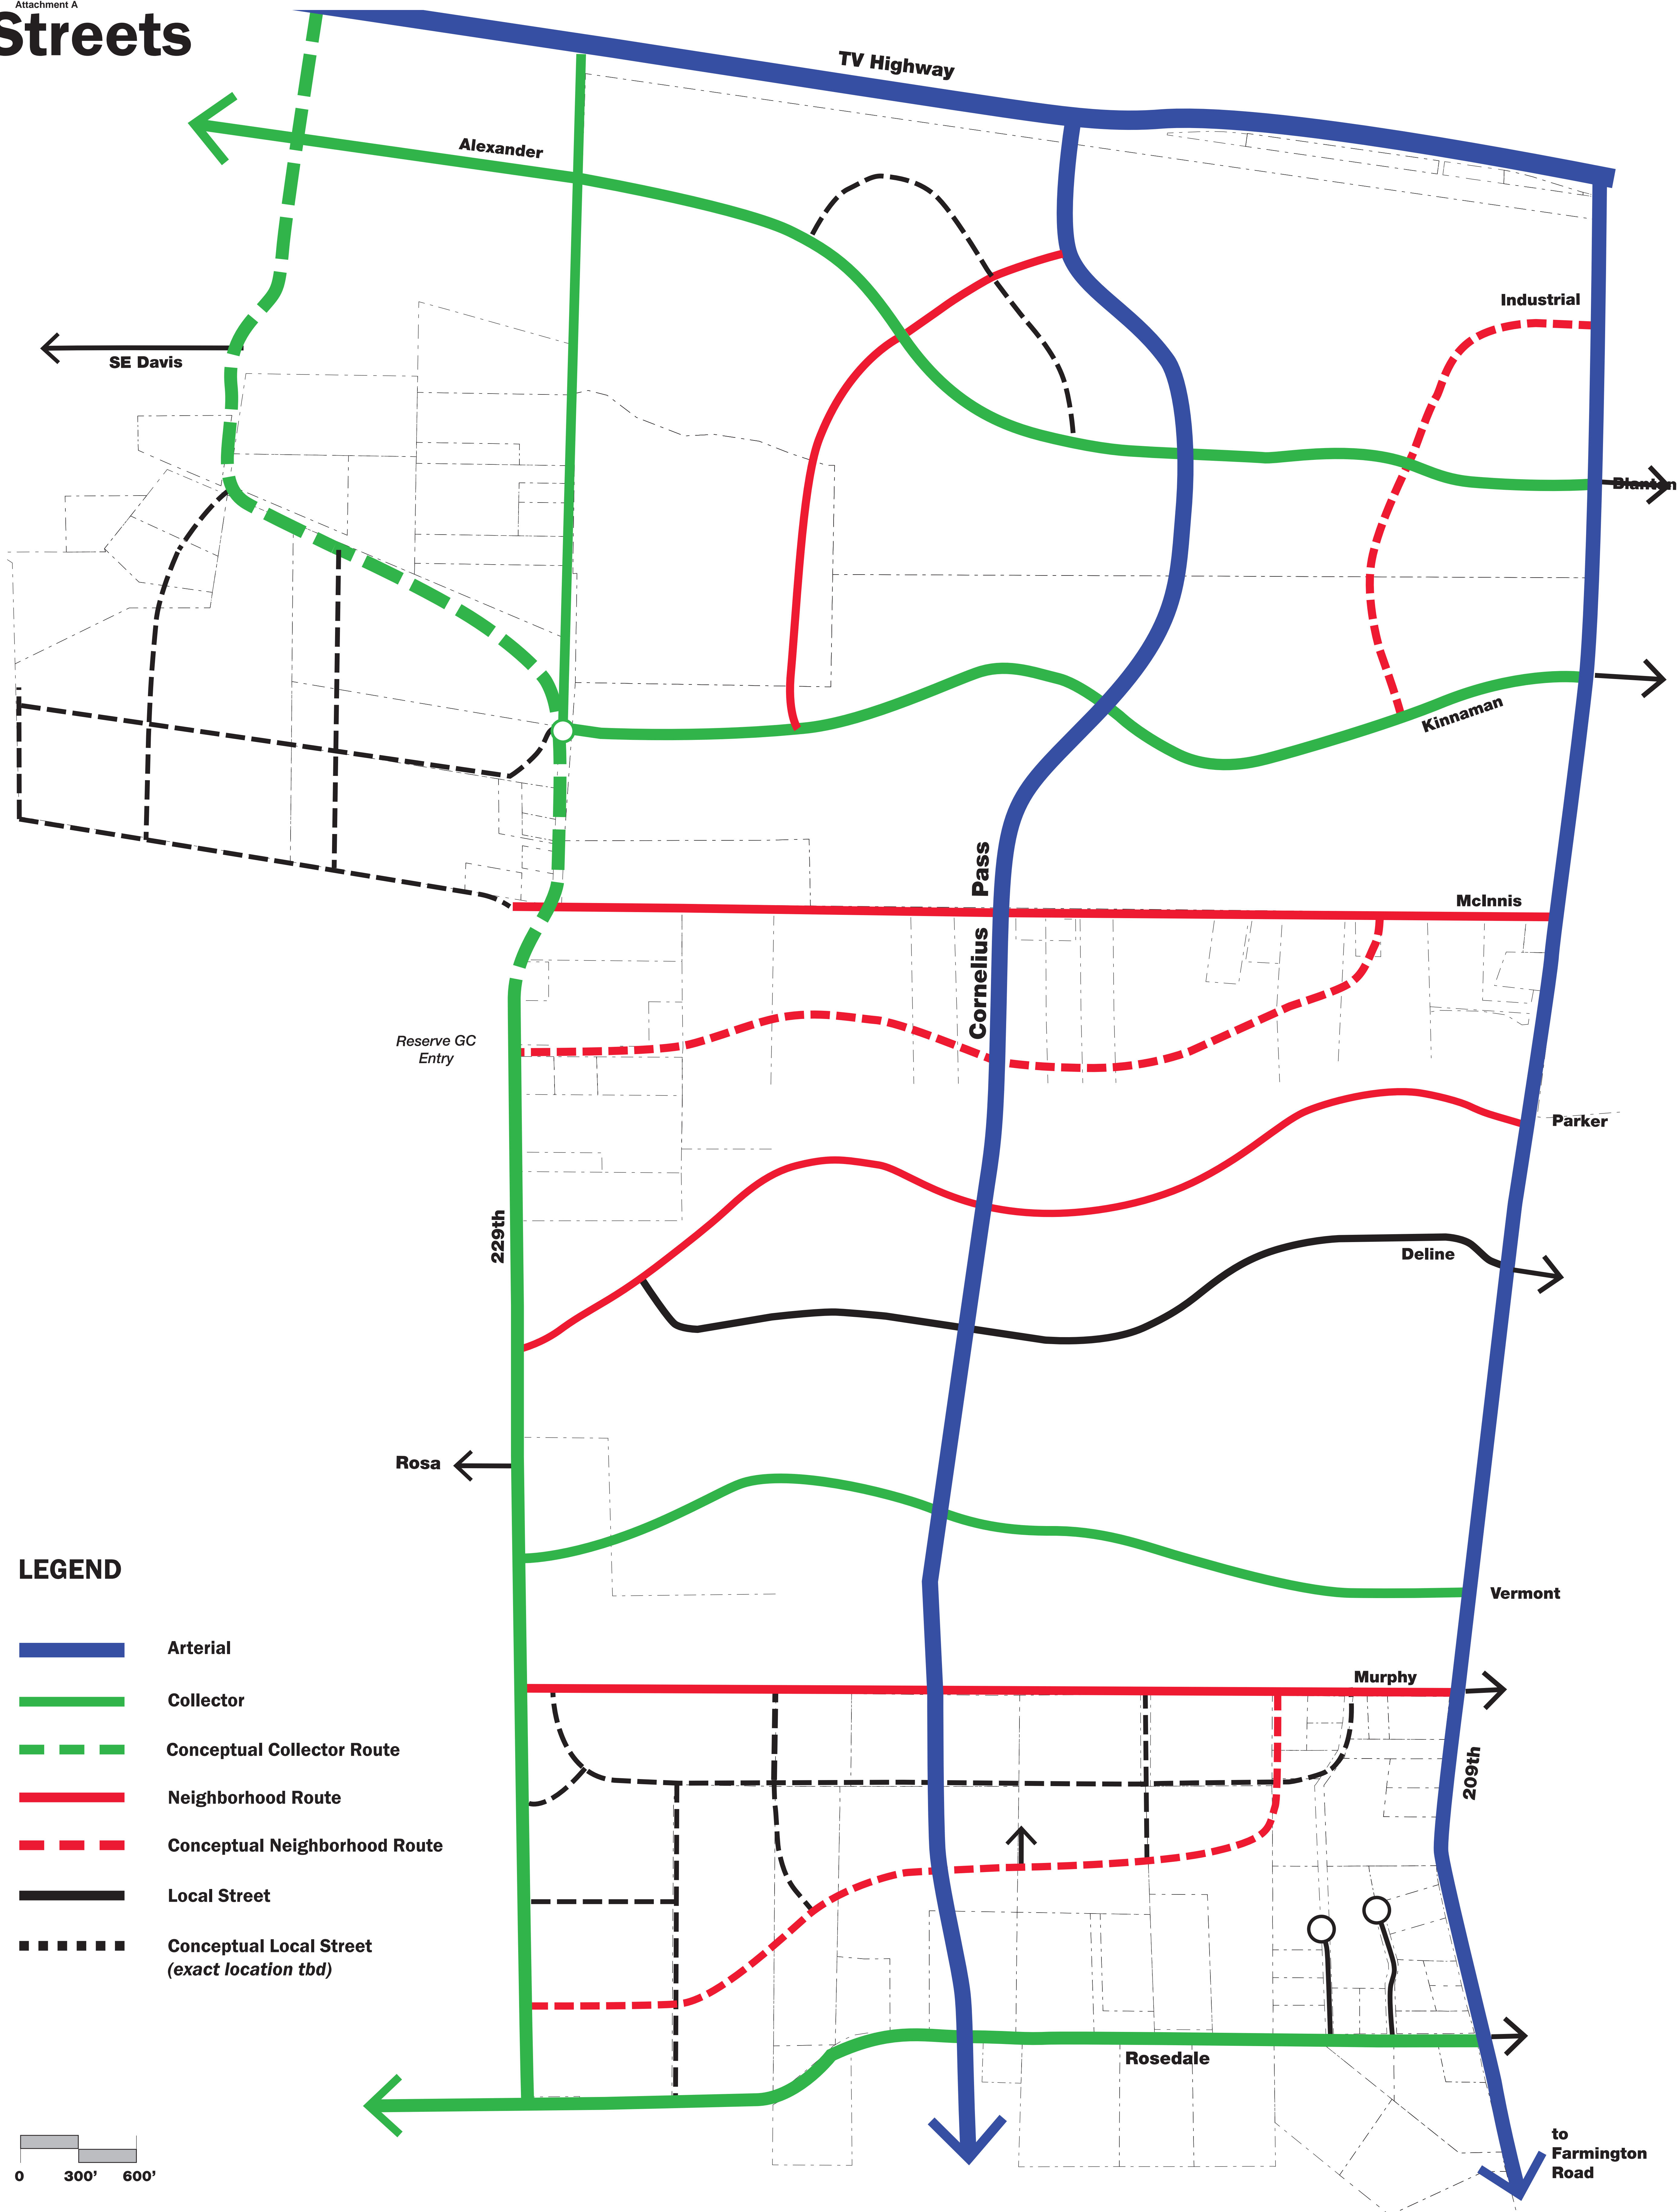 Attachment A
Streets
TV Highway
Alexander
Industrial
SE Davis
Blanton
Kinnaman
Cornelius Pass
McInnis
Reserve GC
Entry
Parker
229th
Deline
Rosa
Vermont
Murphy
209th
Rosedale
to
Farmington
Road
LEGEND
Arterial
Collector
Conceptual Collector Route
Neighborhood Route
Conceptual Neighborhood Route
Local Street
Conceptual Local Street
(exact location tbd)
0 300' 600'